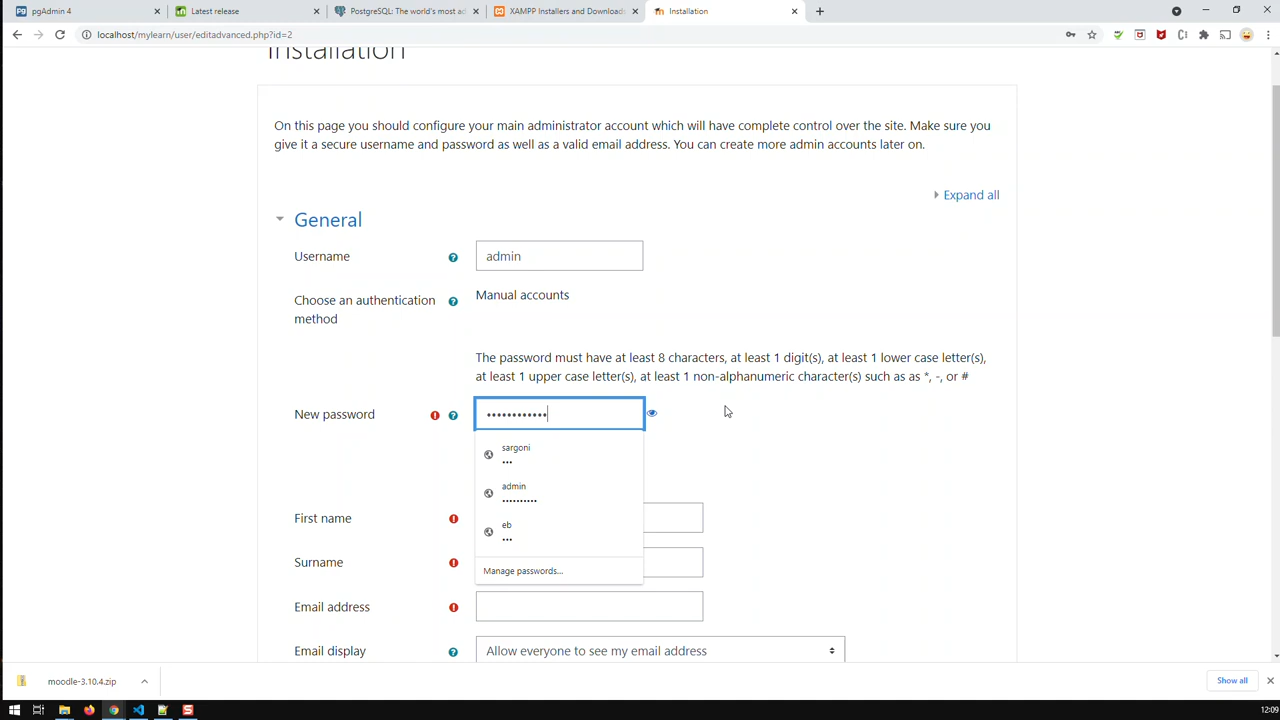 pgAdmin 4
Latest release
PostgreSQL: The world's most ad
XAMPP Installers and Downloads
Installation
localhost/mylearn/user/editadvanced.php?id=2
Installation
On this page you should configure your main administrator account which will have complete control over the site. Make sure you
give it a secure username and password as well as a valid email address. You can create more admin accounts later on.
Expand all
General
Username
admin
Choose an authentication
method
Manual accounts
The password must have at least 8 characters, at least 1 digit(s), at least 1 lower case letter(s),
at least 1 upper case letter(s), at least 1 non-alphanumeric character(s) such as as *, -, or #
New password
••••••••••••
sargoni
•••
admin
••••••••••
eb
•••
Manage passwords...
First name
Surname
Email address
Email display
Allow everyone to see my email address
moodle-3.10.4.zip
Show all
12:09